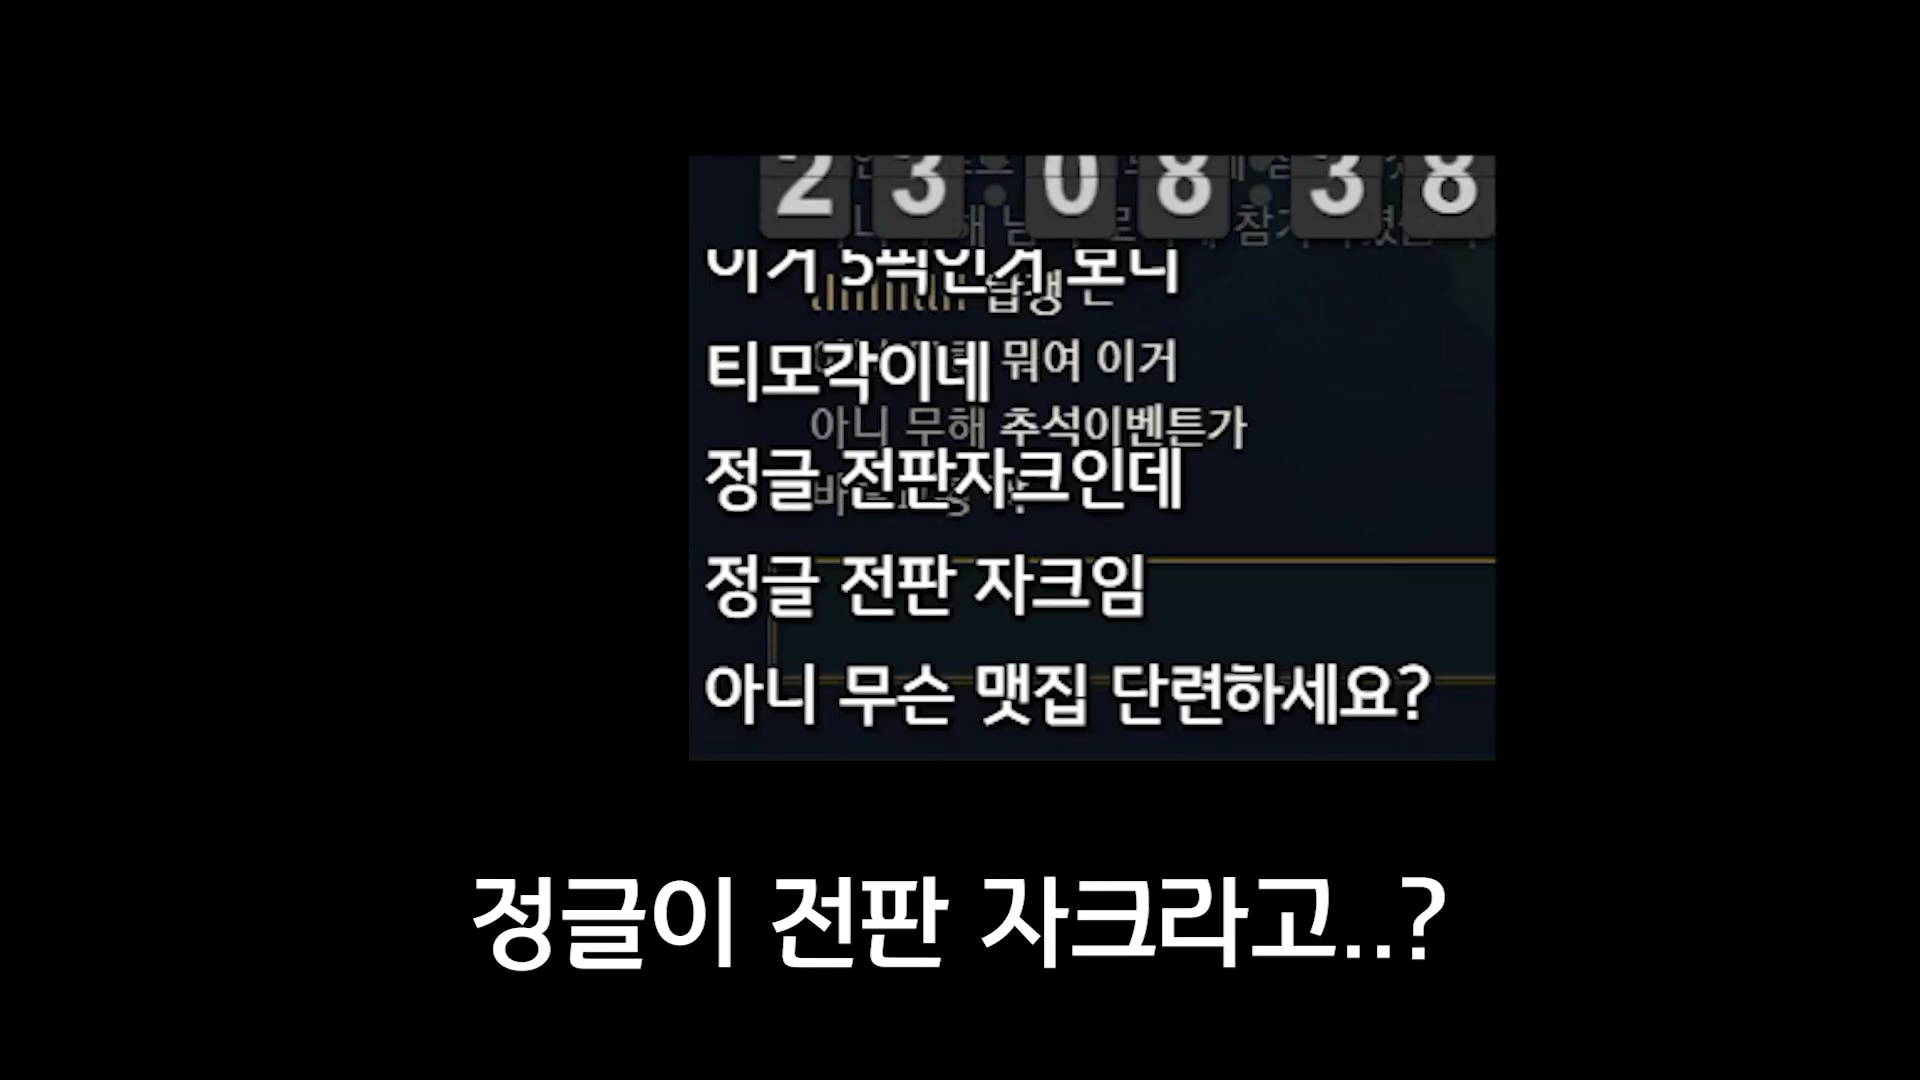 23 08 38
티모각이네
뭐여 이거
아니 무해 추석이벤튼가
정글 전판자크인데
정글 전판 자크임
아니 무슨 맷집 단련하세요?
정글이 전판 자크라고..?